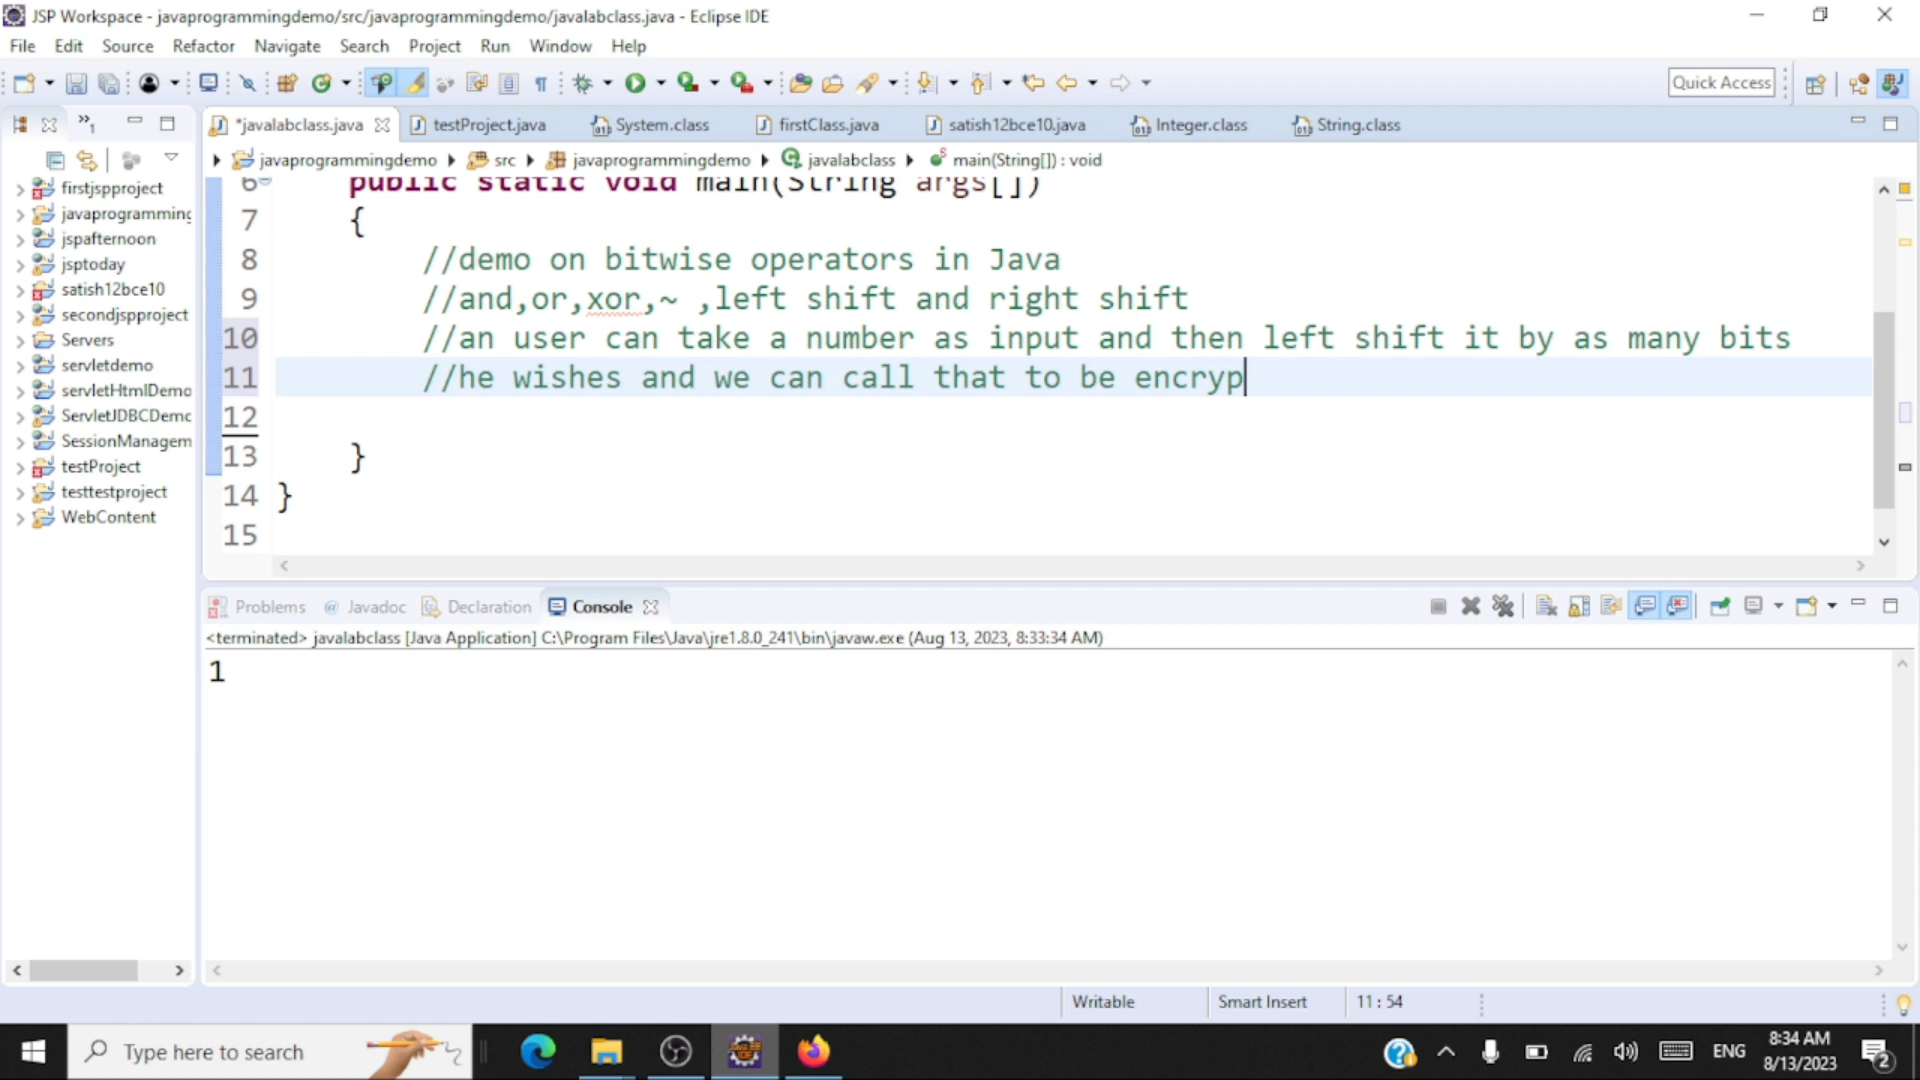 JSP Workspace - javaprogrammingdemo/src/javaprogrammingdemo/javalabclass.java - Eclipse IDE
File Edit Source Refactor Navigate Search Project Run Window Help
Quick Access
»1
*javalabclass.java testProject.java System.class firstClass.java satish12bce10.java Integer.class String.class
javaprogrammingdemo src javaprogrammingdemo javalabclass main(String[]) : void
firstjspproject
javaprogramming
jspafternoon
jsptoday
satish12bce10
secondjspproject
Servers
servletdemo
servletHtmlDemo
ServletJDBCDemo
SessionManagem
testProject
testtestproject
WebContent
6 public static void main(String args[])
7 {
8 //demo on bitwise operators in Java
9 //and,or,xor,~ ,left shift and right shift
10 //an user can take a number as input and then left shift it by as many bits
11 //he wishes and we can call that to be encryp
12
13 }
14 }
15
Problems @ Javadoc Declaration Console
<terminated> javalabclass [Java Application] C:\Program Files\Java\jre1.8.0_241\bin\javaw.exe (Aug 13, 2023, 8:33:34 AM)
1
Writable Smart Insert 11 : 54
Type here to search
ENG
8:34 AM
8/13/2023
2